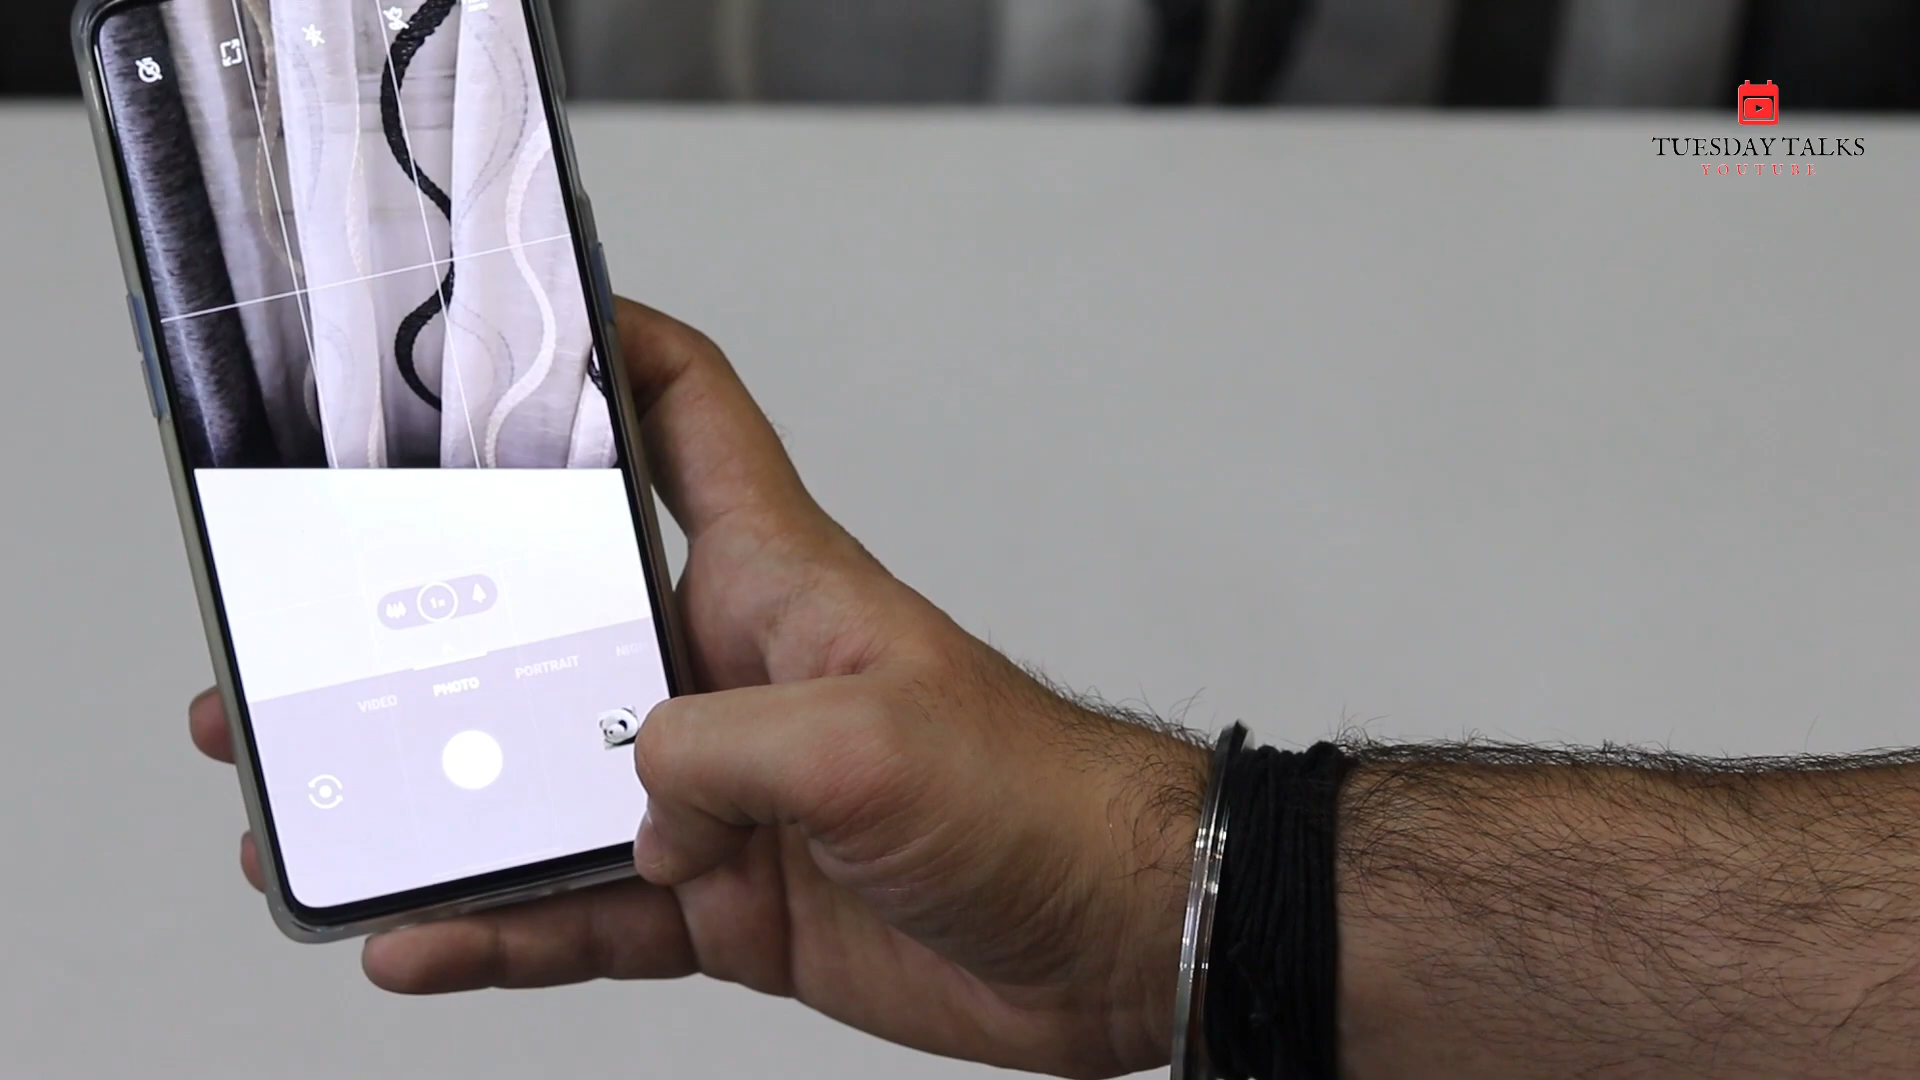 TUESDAY TALKS
YOUTUBE
1x
VIDEO
PHOTO
PORTRAIT